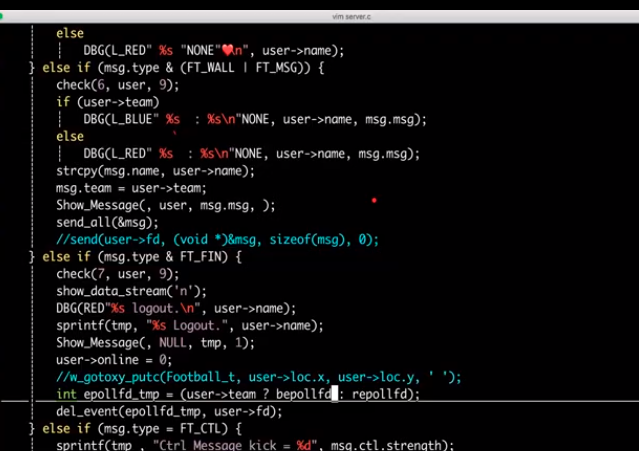 vim server.c
else
DBG(L_RED" %s "NONE"❤\n", user->name);
} else if (msg.type & (FT_WALL | FT_MSG)) {
check(6, user, 9);
if (user->team)
DBG(L_BLUE" %s  : %s\n"NONE, user->name, msg.msg);
else
DBG(L_RED" %s  : %s\n"NONE, user->name, msg.msg);
strcpy(msg.name, user->name);
msg.team = user->team;
Show_Message(, user, msg.msg, );
send_all(&msg);
//send(user->fd, (void *)&msg, sizeof(msg), 0);
} else if (msg.type & FT_FIN) {
check(7, user, 9);
show_data_stream('n');
DBG(RED"%s logout.\n", user->name);
sprintf(tmp, "%s Logout.", user->name);
Show_Message(, NULL, tmp, 1);
user->online = 0;
//w_gotoxy_putc(Football_t, user->loc.x, user->loc.y, ' ');
int epollfd_tmp = (user->team ? bepollfd : repollfd);
del_event(epollfd_tmp, user->fd);
} else if (msg.type = FT_CTL) {
sprintf(tmp , "Ctrl Message kick = %d", msg.ctl.strength);